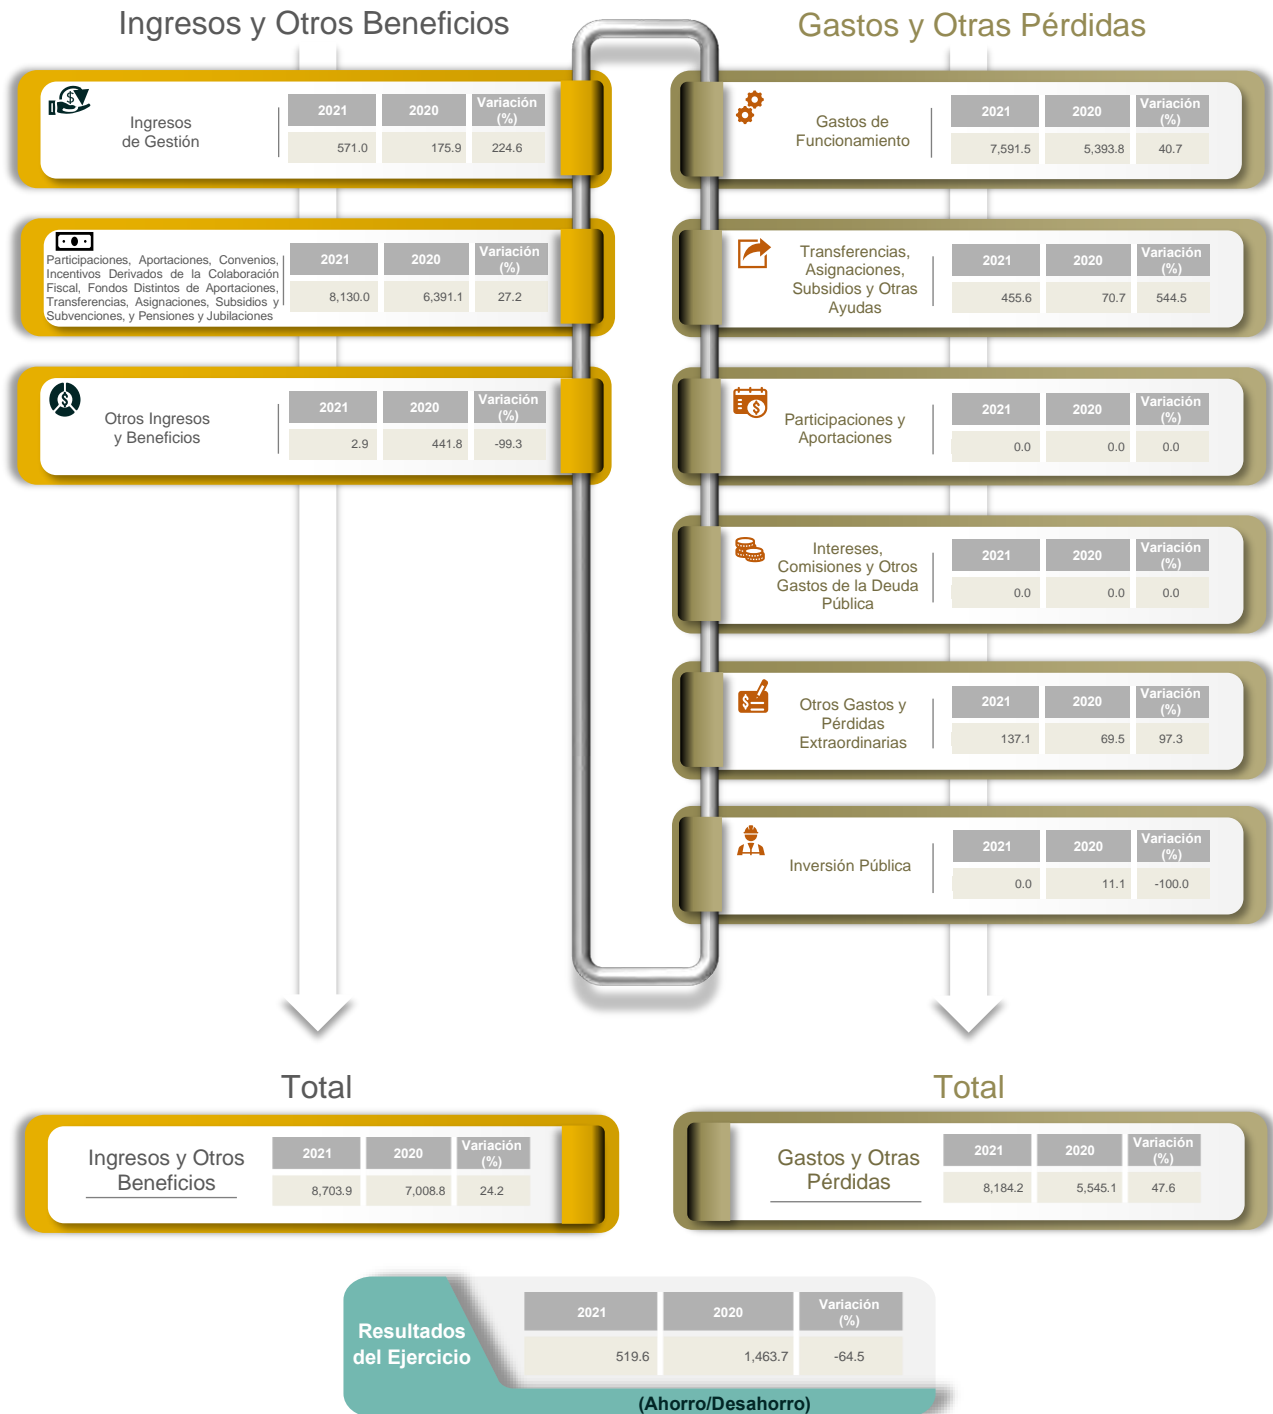 Ingresos y Otros Beneficios
Ingresos
de Gestión
2021 2020 Variación (%)
571.0 175.9 224.6
Participaciones, Aportaciones, Convenios,
Incentivos Derivados de la Colaboración
Fiscal, Fondos Distintos de Aportaciones,
Transferencias, Asignaciones, Subsidios y
Subvenciones, y Pensiones y Jubilaciones
2021 2020 Variación (%)
8,130.0 6,391.1 27.2
Otros Ingresos
y Beneficios
2021 2020 Variación (%)
2.9 441.8 -99.3
Total
Ingresos y Otros
Beneficios
2021 2020 Variación (%)
8,703.9 7,008.8 24.2
Gastos y Otras Pérdidas
Gastos de
Funcionamiento
2021 2020 Variación (%)
7,591.5 5,393.8 40.7
Transferencias,
Asignaciones,
Subsidios y Otras
Ayudas
2021 2020 Variación (%)
455.6 70.7 544.5
Participaciones y
Aportaciones
2021 2020 Variación (%)
0.0 0.0 0.0
Intereses,
Comisiones y Otros
Gastos de la Deuda
Pública
2021 2020 Variación (%)
0.0 0.0 0.0
Otros Gastos y
Pérdidas
Extraordinarias
2021 2020 Variación (%)
137.1 69.5 97.3
Inversión Pública
2021 2020 Variación (%)
0.0 11.1 -100.0
Total
Gastos y Otras
Pérdidas
2021 2020 Variación (%)
8,184.2 5,545.1 47.6
Resultados
del Ejercicio
2021 2020 Variación (%)
519.6 1,463.7 -64.5
(Ahorro/Desahorro)